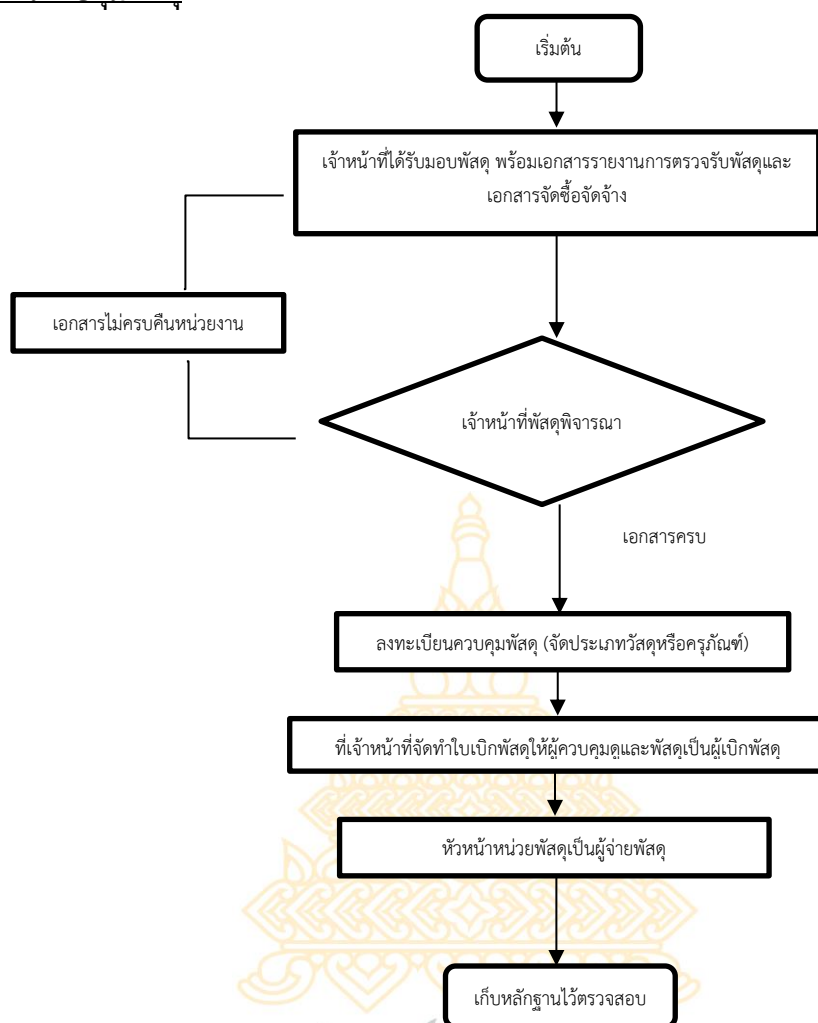 เริ่มต้น
เจ้าหน้าที่ได้รับมอบพัสดุ พร้อมเอกสารรายงานการตรวจรับพัสดุและ
เอกสารจัดซื้อจัดจ้าง
เอกสารไม่ครบคืนหน่วยงาน
เจ้าหน้าที่พัสดุพิจารณา
เอกสารครบ
ลงทะเบียนควบคุมพัสดุ (จัดประเภทวัสดุหรือครุภัณฑ์)
ที่เจ้าหน้าที่จัดทำใบเบิกพัสดุให้ผู้ควบคุมดูและพัสดุเป็นผู้เบิกพัสดุ
หัวหน้าหน่วยพัสดุเป็นผู้จ่ายพัสดุ
เก็บหลักฐานไว้ตรวจสอบ